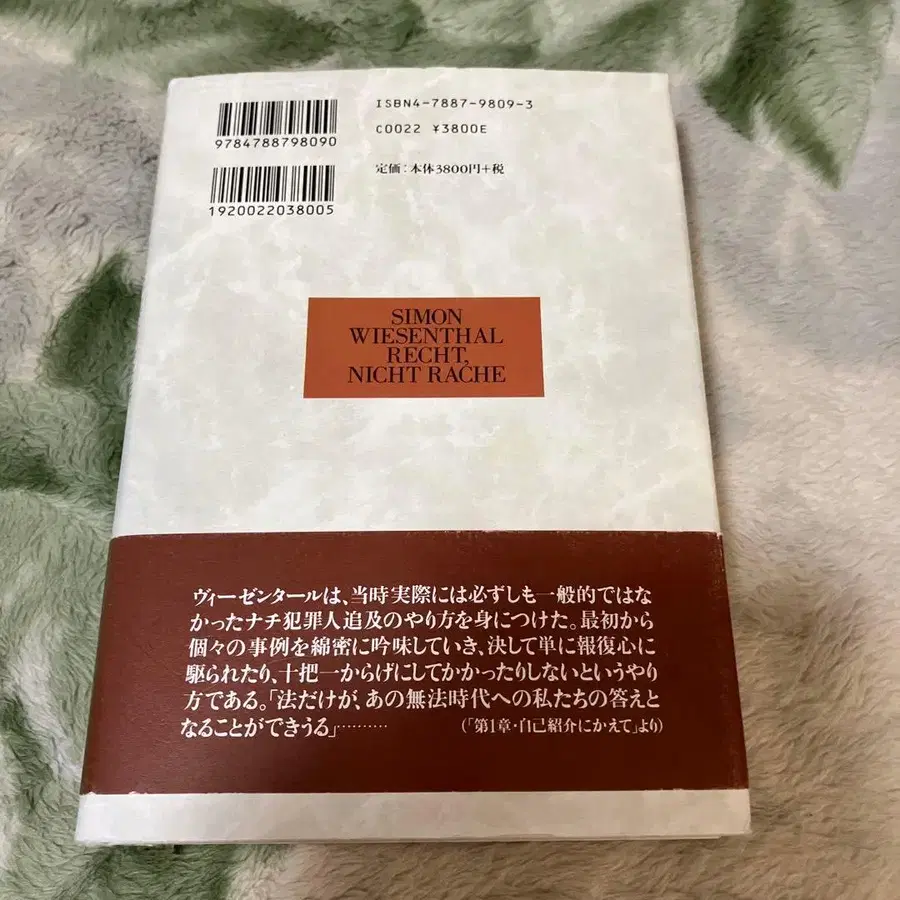 ISBN4-7887-9809-3
C0022 ¥3800E
9784788798090
定価：本体3800円+税
1920022038005
SIMON
WIESENTHAL
RECHT,
NICHT RACHE
ヴィーゼンタールは、当時実際には必ずしも一般的ではな
かったナチ犯罪人追及のやり方を身につけた。最初から
個々の事例を綿密に吟味していき、決して単に報復心に
駆られたり、十把一からげにしてかかったりしないというやり
方である。「法だけが、あの無法時代への私たちの答えと
なることができうる」…………
(「第1章・自己紹介にかえて」より)